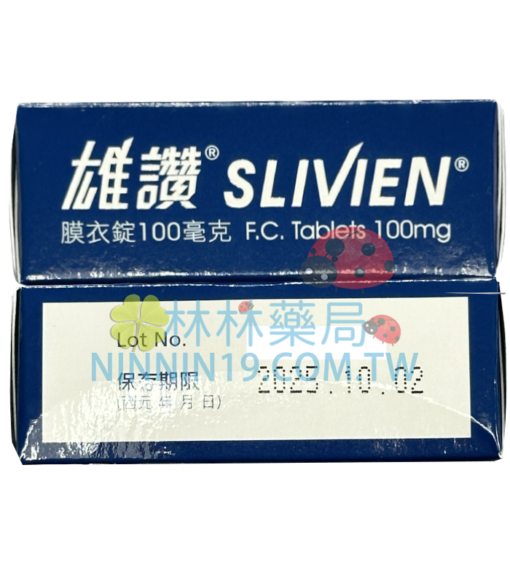 雄讚® SLIVIEN®
膜衣錠100毫克 F.C. Tablets 100mg
林林藥局
Lot No.
NINNIN19.COM.TW
保存期限 2025.10.02
(西元 年 月 日)